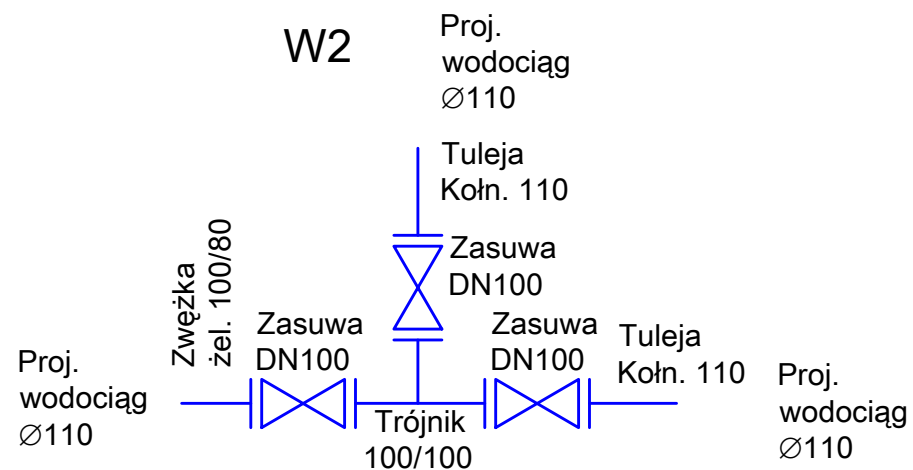 W2
Proj.
wodociąg
∅110
Tuleja
Kołn. 110
Zasuwa
DN100
Zwężka
żel. 100/80
Zasuwa
DN100
Zasuwa
DN100
Tuleja
Kołn. 110
Proj.
wodociąg
∅110
Trójnik
100/100
Proj.
wodociąg
∅110